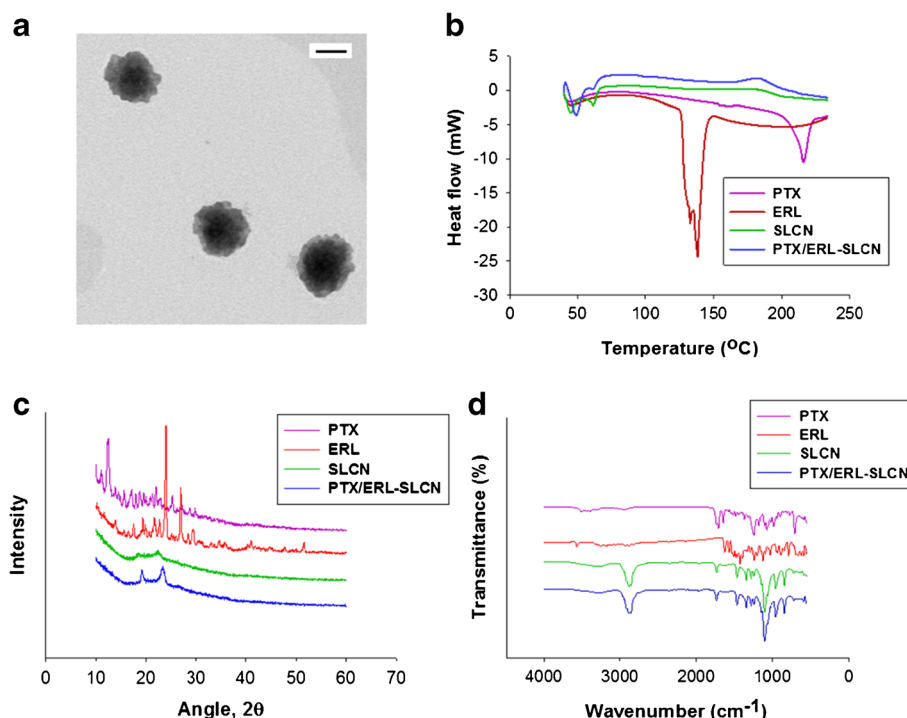 a
b
5
0
-5
-10
-15
-20
-25
-30
Heat flow (mW)
PTX
ERL
SLCN
PTX/ERL-SLCN
0 50 100 150 200 250
Temperature (ºC)
c
PTX
ERL
SLCN
PTX/ERL-SLCN
Intensity
0 10 20 30 40 50 60 70
Angle, 2θ
d
PTX
ERL
SLCN
PTX/ERL-SLCN
Transmittance (%)
4000 3000 2000 1000 0
Wavenumber (cm⁻¹)